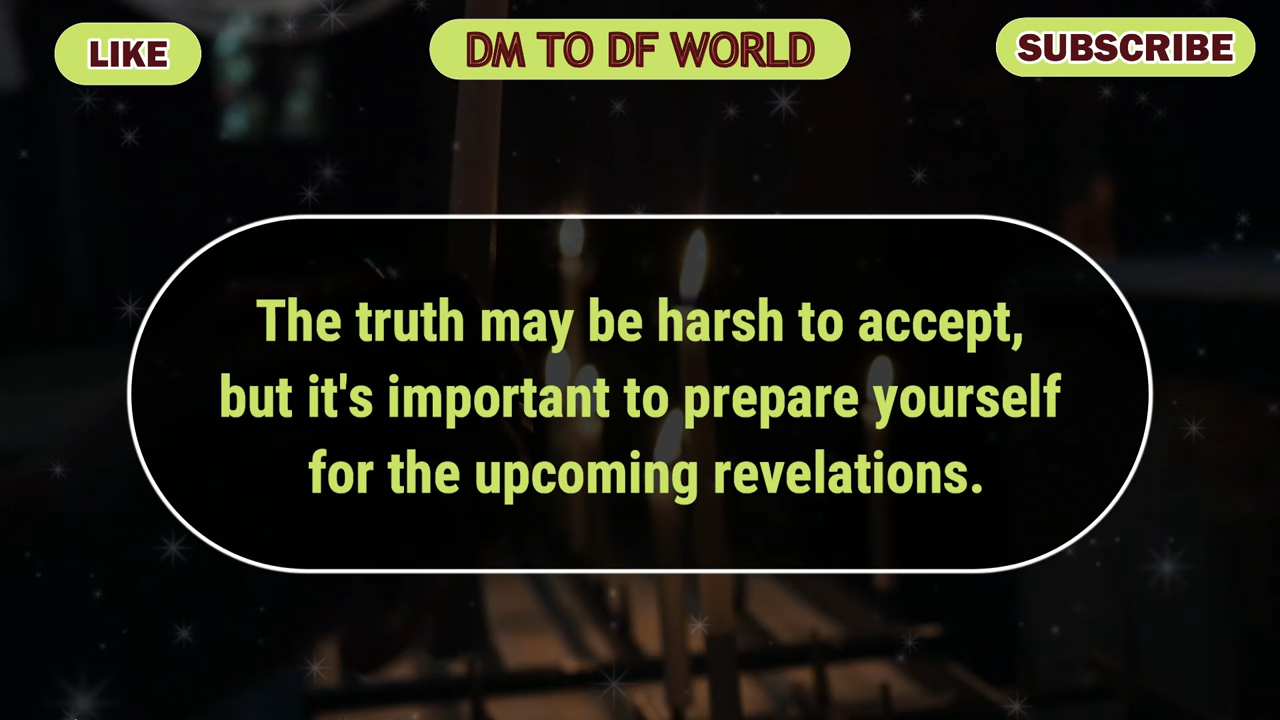 LIKE
DM TO DF WORLD
SUBSCRIBE
The truth may be harsh to accept,
but it's important to prepare yourself
for the upcoming revelations.